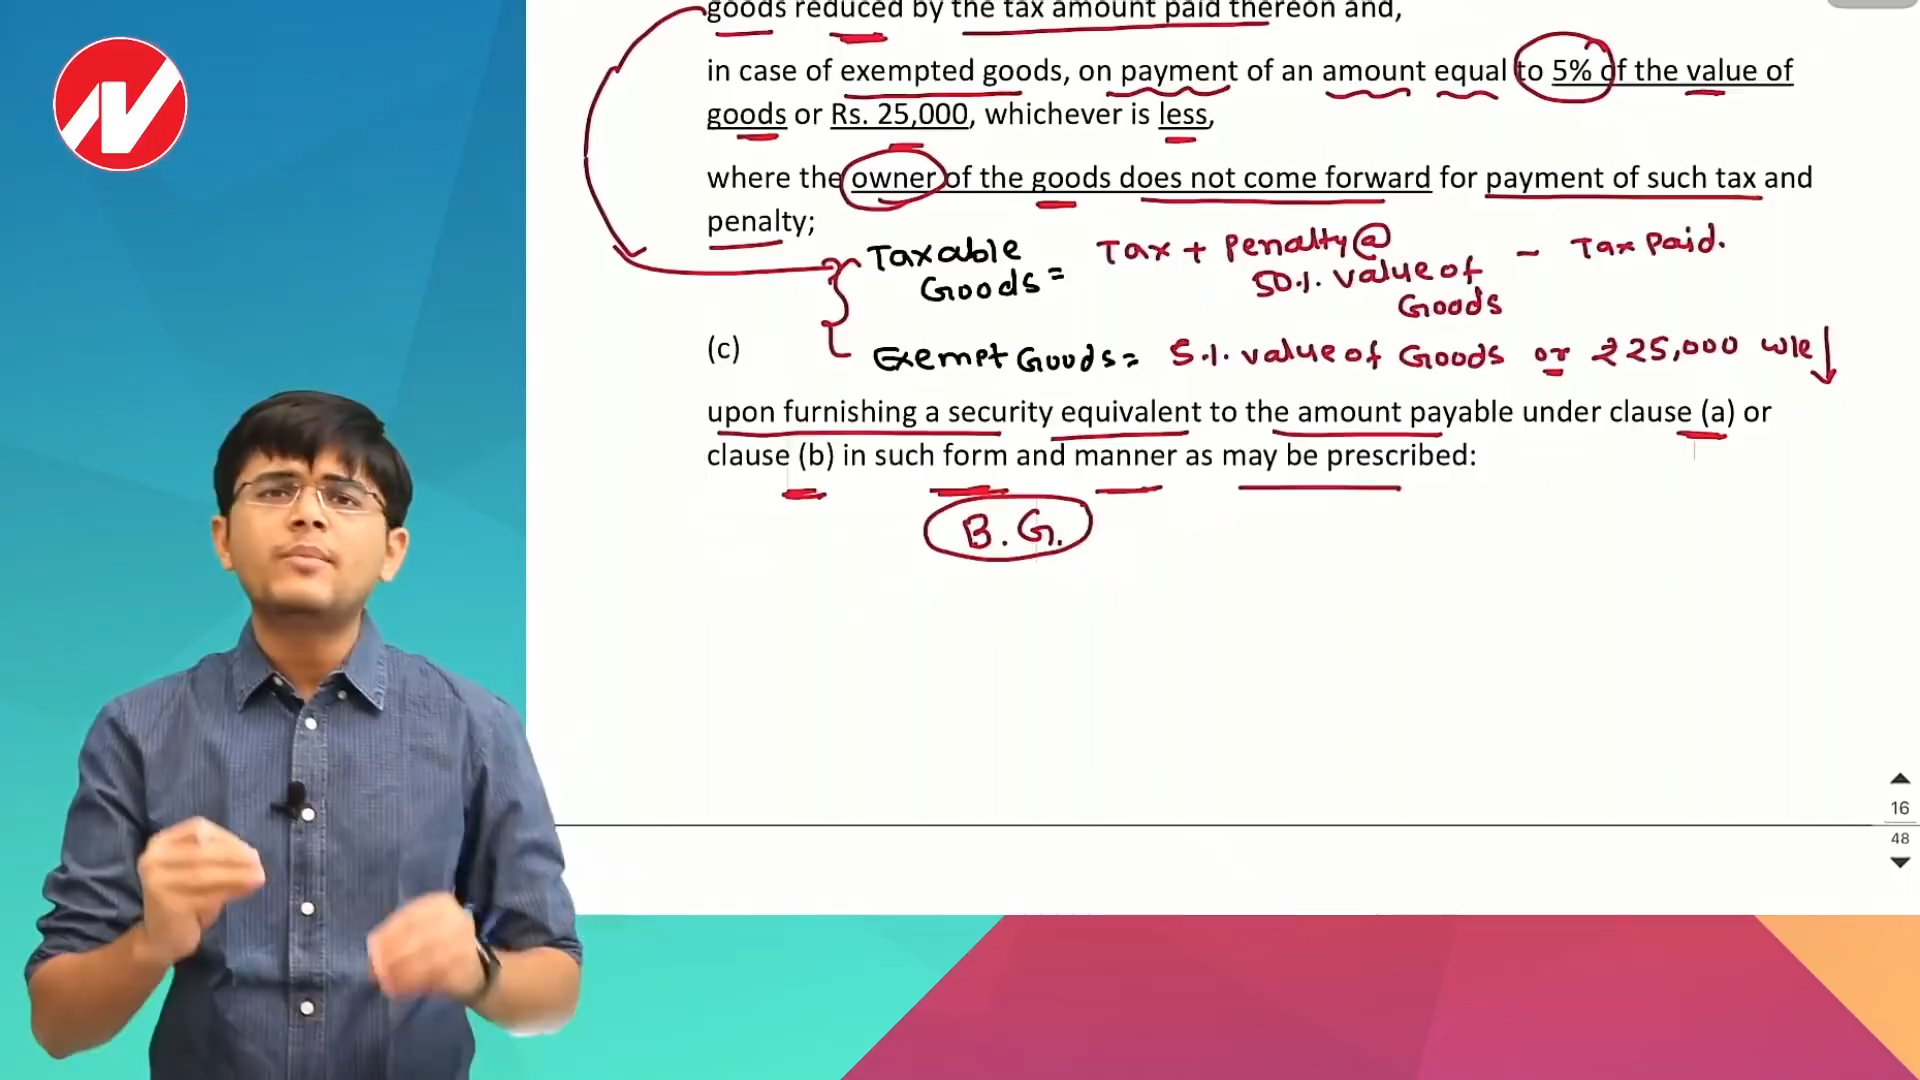 goods reduced by the tax amount paid thereon and,
in case of exempted goods, on payment of an amount equal to 5% of the value of
goods or Rs. 25,000, whichever is less,
where the owner of the goods does not come forward for payment of such tax and
penalty;
Taxable Goods = Tax + Penalty @ 50% value of Goods - Tax Paid.
(c)
Exempt Goods = 5% value of Goods or ₹25,000 w/e ↓
upon furnishing a security equivalent to the amount payable under clause (a) or
clause (b) in such form and manner as may be prescribed:
B.G.
16
48